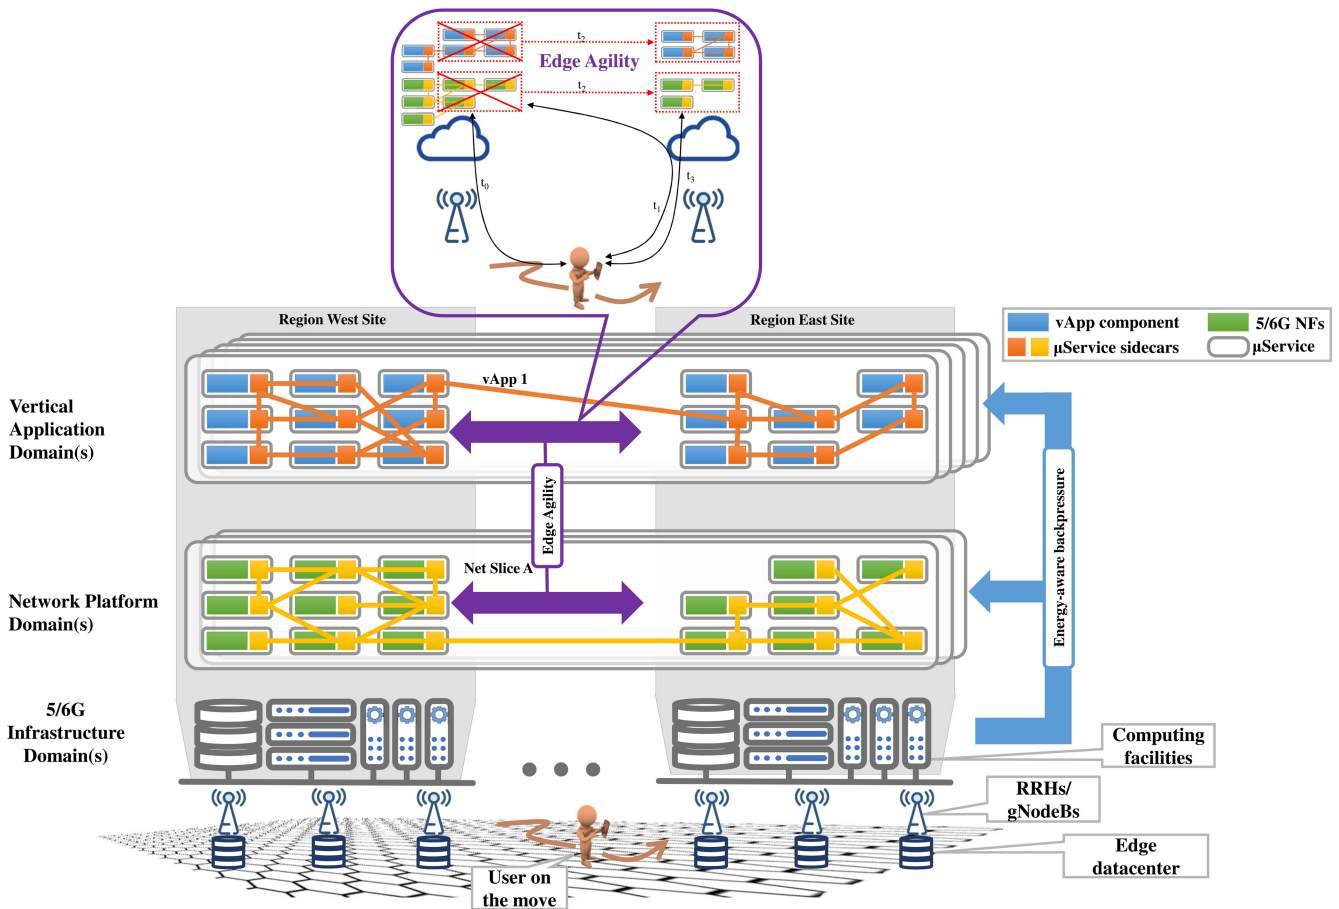 t2
Edge Agility
t2
t0
t3
t1
Region West Site
Region East Site
vApp component
5/6G NFs
μService sidecars
μService
vApp 1
Vertical
Application
Domain(s)
Edge Agility
Energy-aware backpressure
Net Slice A
Network Platform
Domain(s)
5/6G
Infrastructure
Domain(s)
Computing
facilities
RRHs/
gNodeBs
Edge
datacenter
User on
the move